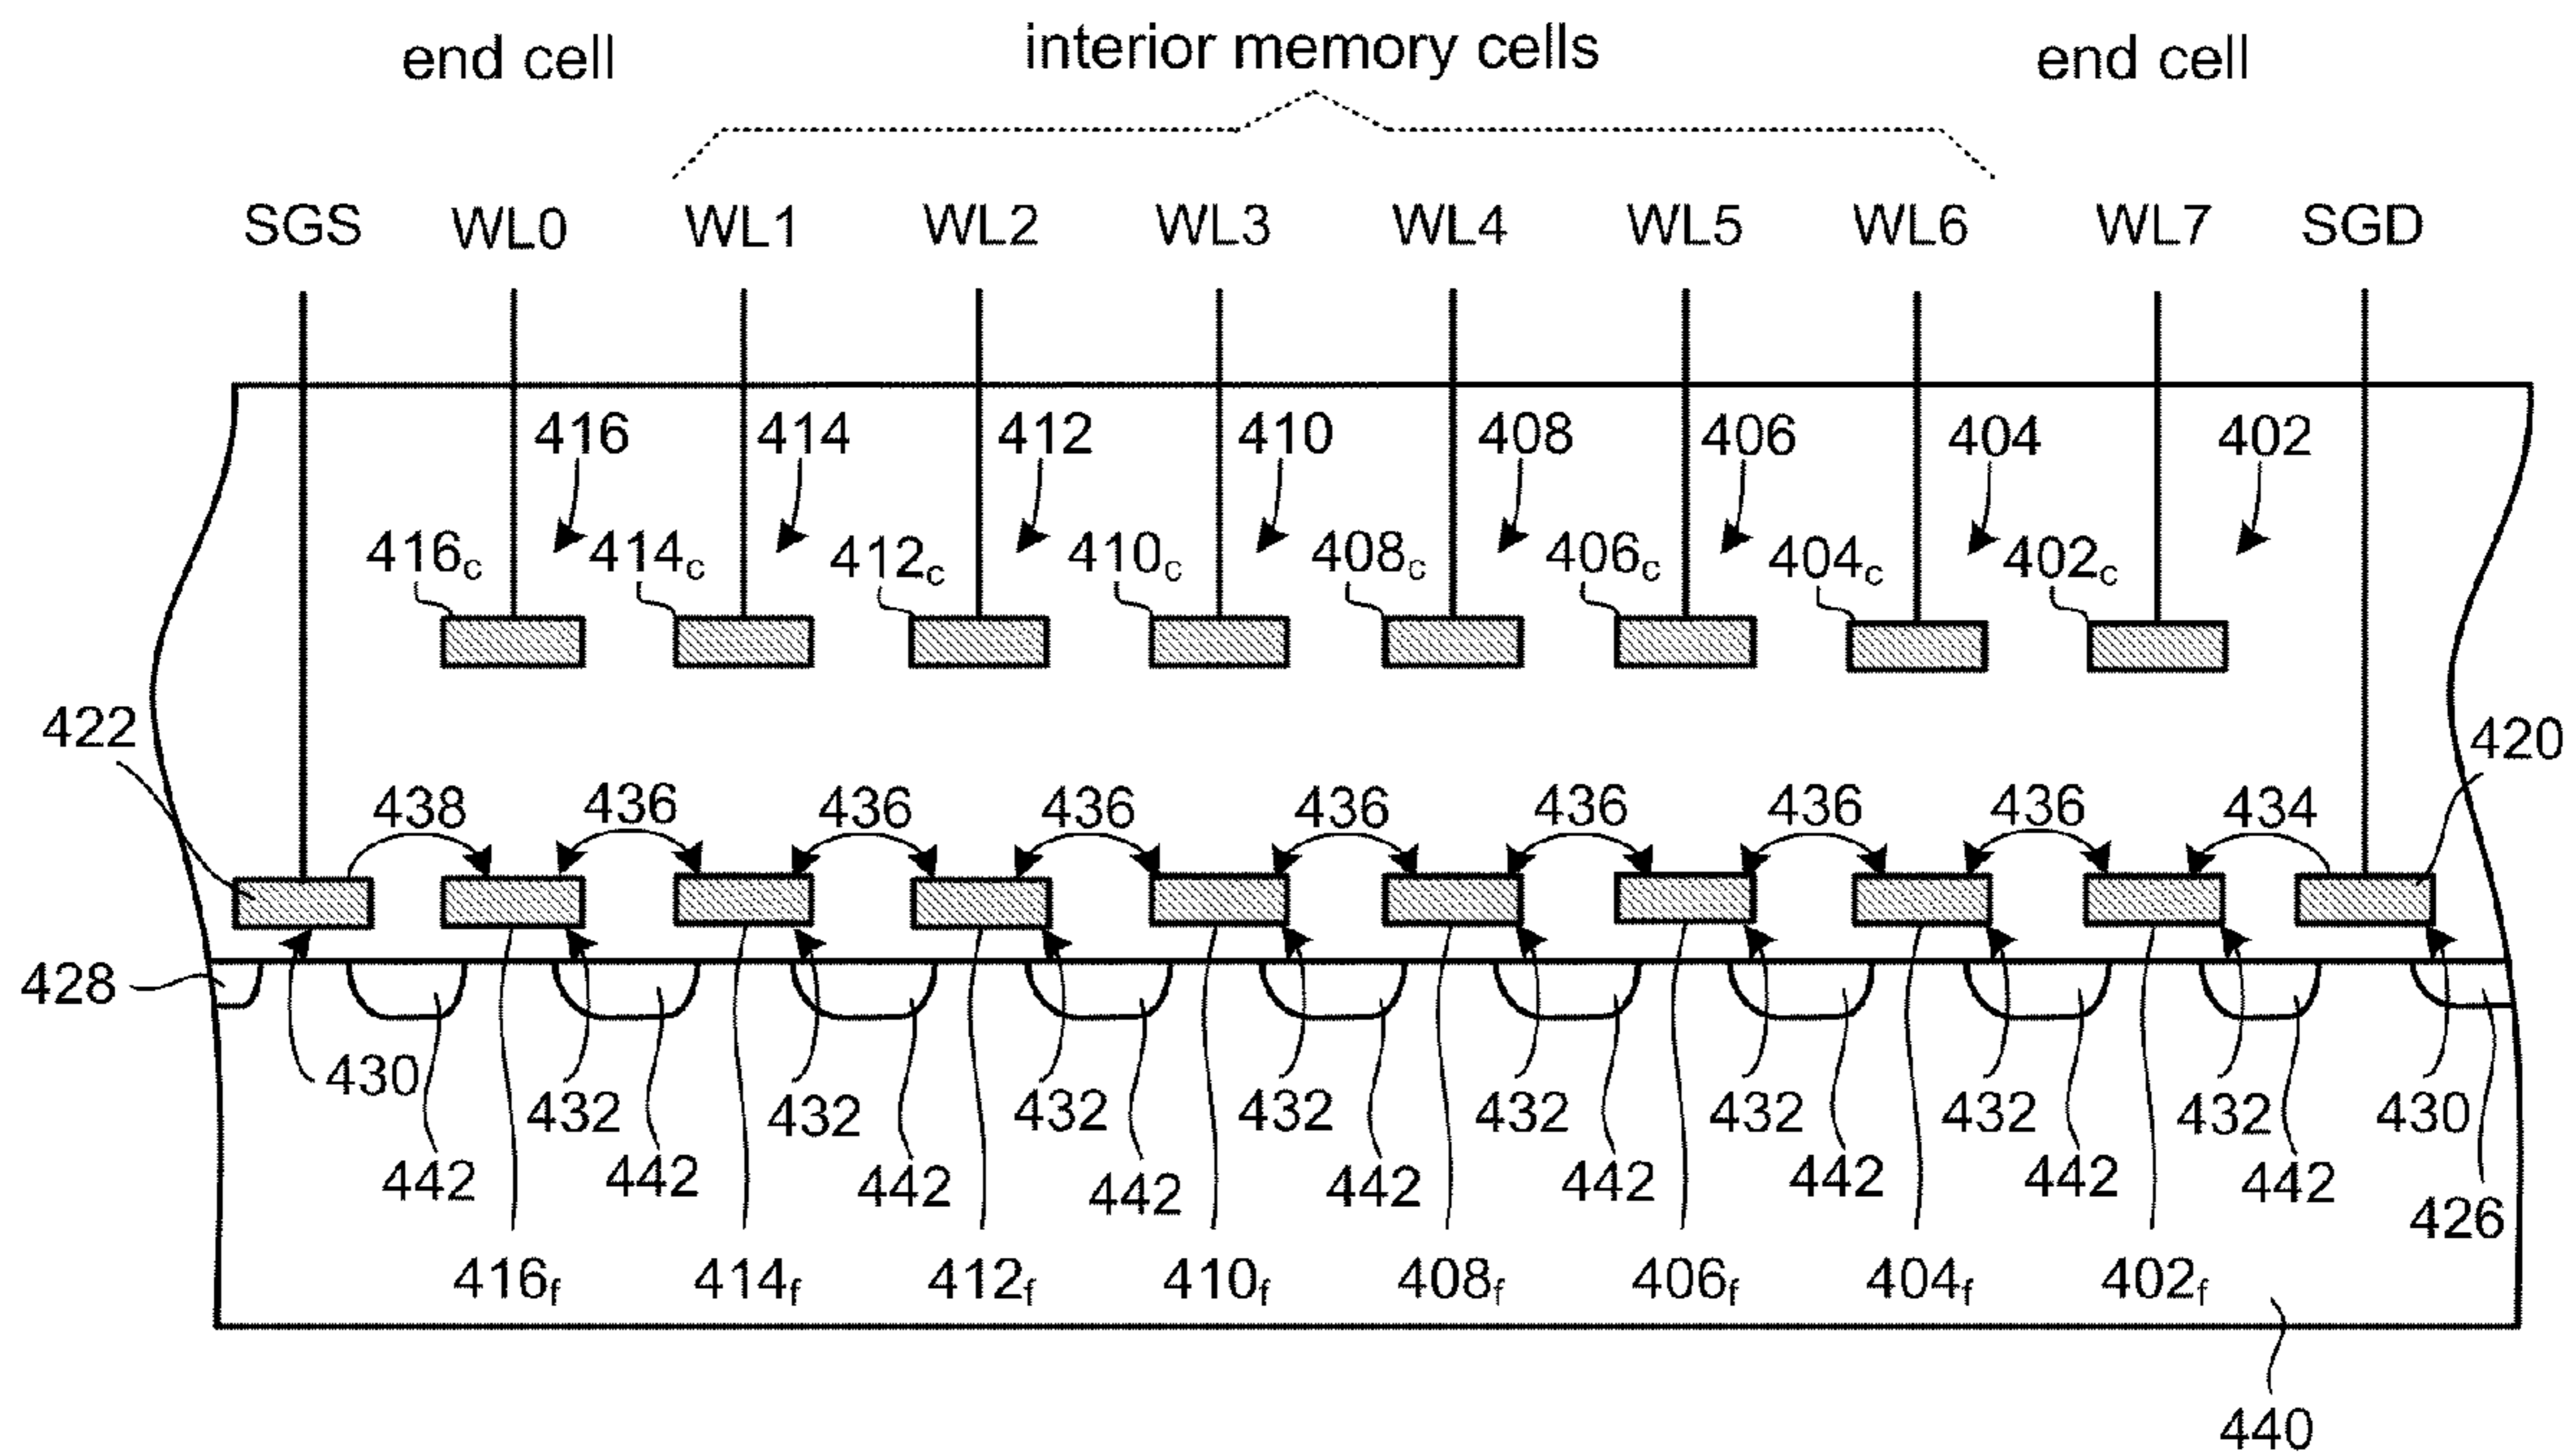 end cell interior memory cells end cell
SGS WL0 WL1 WL2 WL3 WL4 WL5 WL6 WL7 SGD
416 414 412 410 408 406 404 402
416c 414c 412c 410c 408c 406c 404c 402c
422 420
438 436 436 436 436 436 436 436 434
428
430 432 432 432 432 432 432 432 432 430
442 442 442 442 442 442 442 442 442 426
416f 414f 412f 410f 408f 406f 404f 402f
440